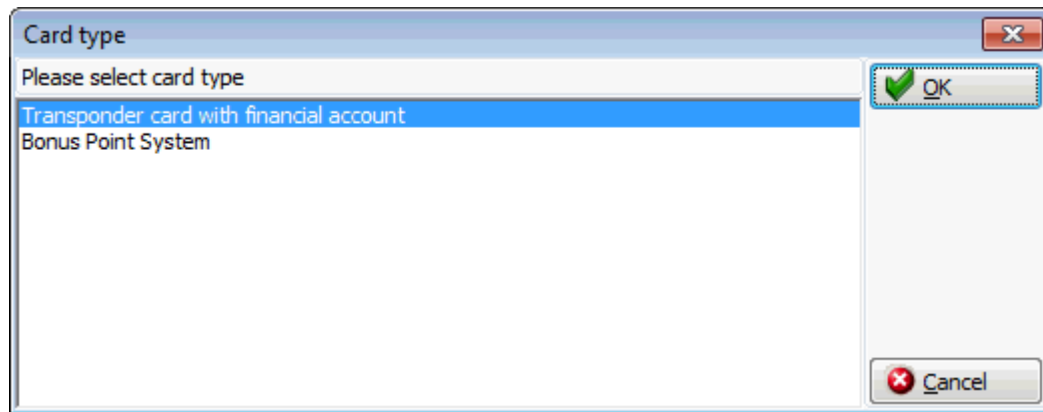 Card type
Please select card type
OK
Transponder card with financial account
Bonus Point System
Cancel